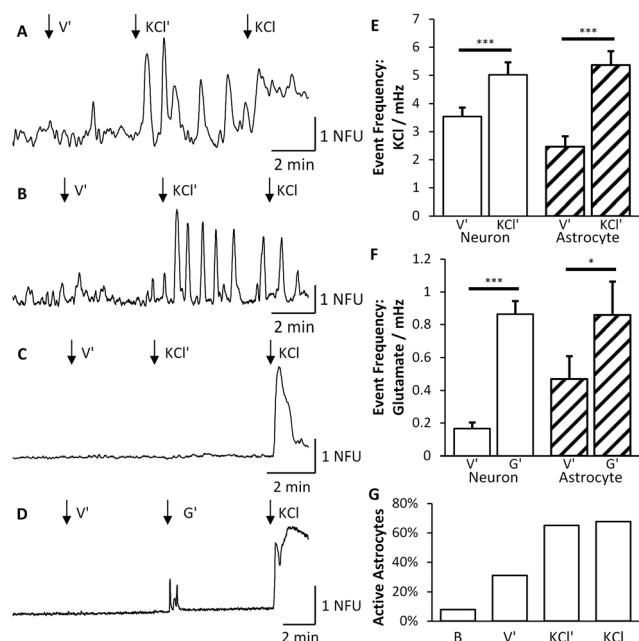 A V' KCl' KCl
1 NFU
2 min
B V' KCl' KCl
1 NFU
2 min
C V' KCl' KCl
1 NFU
2 min
D V' G' KCl
1 NFU
2 min
E
Event Frequency:
KCl / mHz
6
5
4
3
2
1
0
*** ***
V' KCl' V' KCl'
Neuron Astrocyte
F
Event Frequency:
Glutamate / mHz
1.2
1
0.8
0.6
0.4
0.2
0
*** *
V' G' V' G'
Neuron Astrocyte
G
Active Astrocytes
80%
60%
40%
20%
0%
B V' KCl' KCl